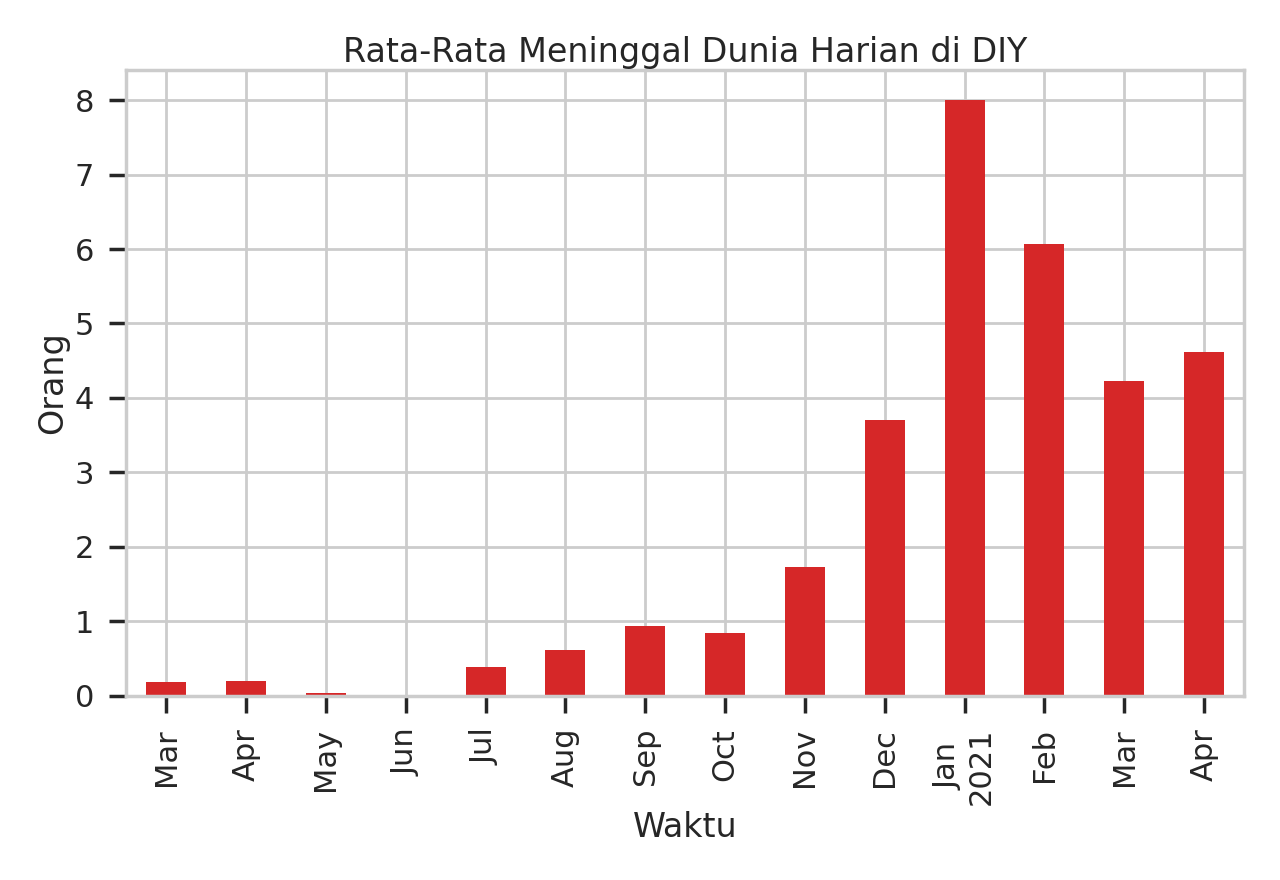 Rata-Rata Meninggal Dunia Harian di DIY
8
7
6
5
4
3
2
1
0
Orang
Mar
Apr
May
Jun
Jul
Aug
Sep
Oct
Nov
Dec
Jan
2021
Feb
Mar
Apr
Waktu